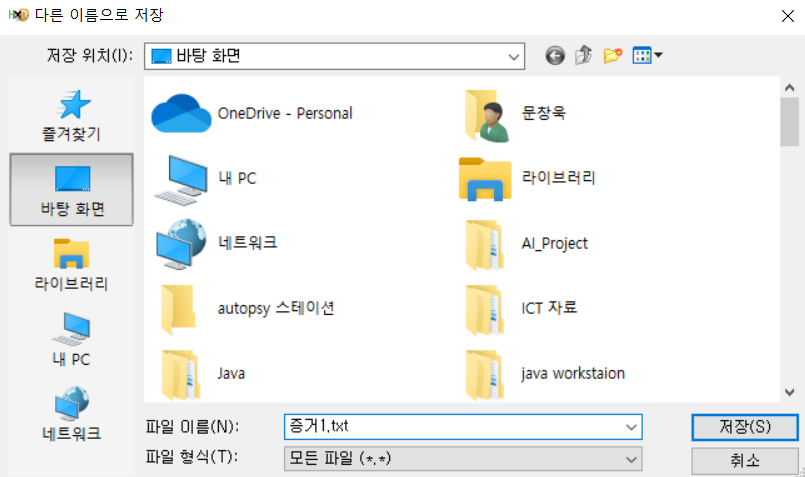 다른 이름으로 저장
저장 위치(I): 바탕 화면
즐겨찾기
바탕 화면
라이브러리
내 PC
네트워크
OneDrive - Personal
문창욱
내 PC
라이브러리
네트워크
AI_Project
autopsy 스테이션
ICT 자료
Java
java workstaion
파일 이름(N): 증거1.txt
저장(S)
파일 형식(T): 모든 파일 (*.*)
취소